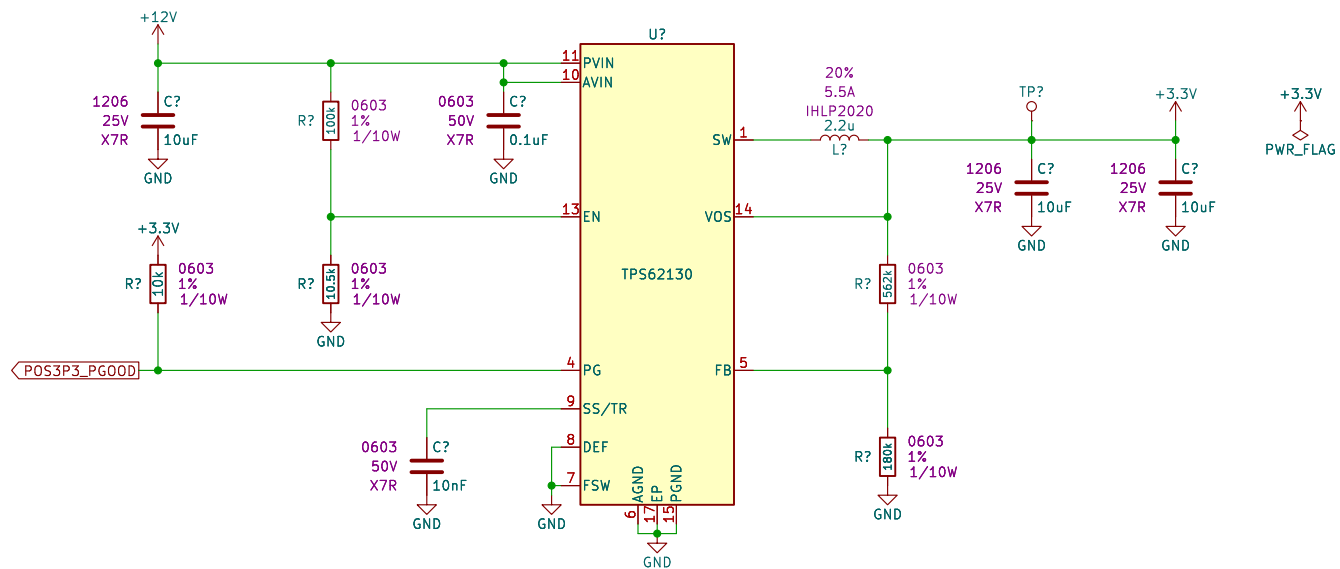 +12V
1206
25V
X7R
C?
10uF
GND
R?
100k
0603
1%
1/10W
0603
50V
X7R
C?
0.1uF
GND
+3.3V
R?
10k
0603
1%
1/10W
R?
10.5k
0603
1%
1/10W
GND
POS3P3_PGOOD
0603
50V
X7R
C?
10nF
GND
GND
U?
TPS62130
11 PVIN
10 AVIN
13 EN
4 PG
9 SS/TR
8 DEF
7 FSW
6 AGND
17 EP
15 PGND
GND
SW 1
VOS 14
FB 5
20%
5.5A
IHLP2020
2.2u
L?
R?
562k
0603
1%
1/10W
R?
180k
0603
1%
1/10W
GND
TP?
1206
25V
X7R
C?
10uF
GND
+3.3V
1206
25V
X7R
C?
10uF
GND
+3.3V
PWR_FLAG